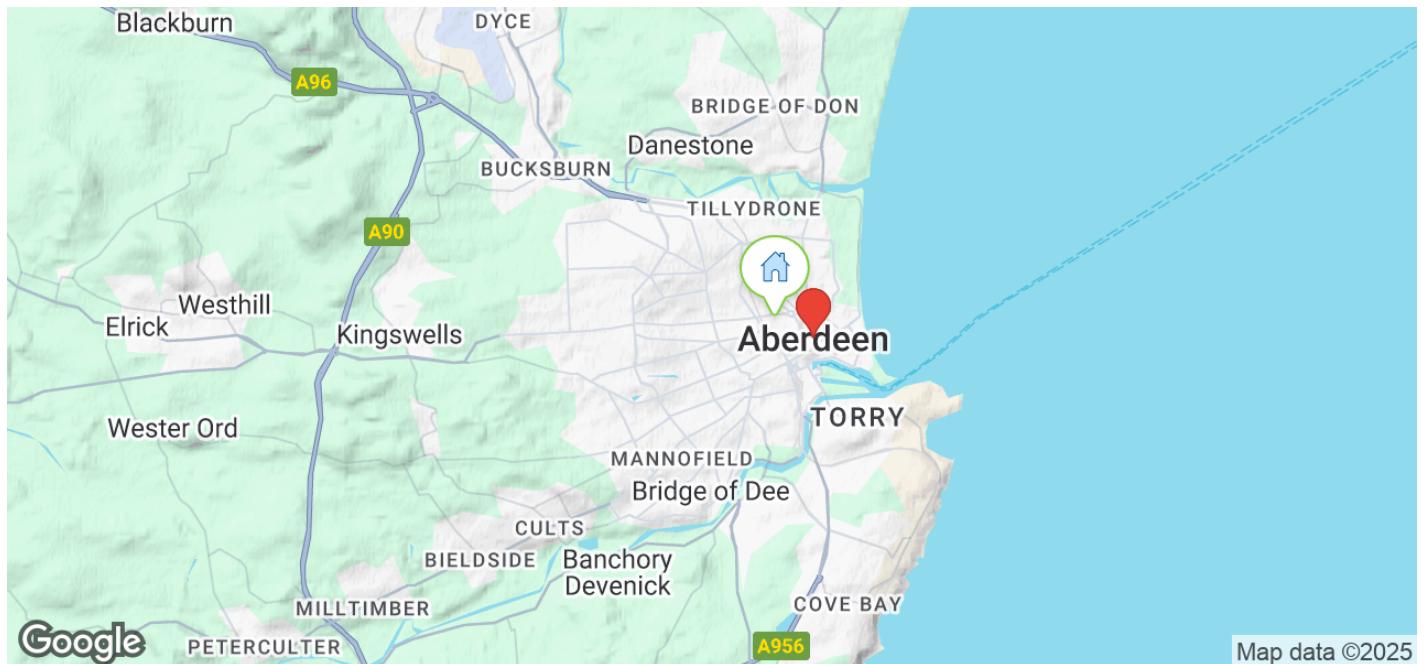 Blackburn
DYCE
A96
BRIDGE OF DON
Danestone
BUCKSBURN
TILLYDRONE
A90
Westhill
Elrick
Kingswells
Aberdeen
TORRY
Wester Ord
MANNOFIELD
Bridge of Dee
CULTS
BIELDSIDE
Banchory
Devenick
MILLTIMBER
COVE BAY
PETERCULTER
A956
Google
Map data ©2025